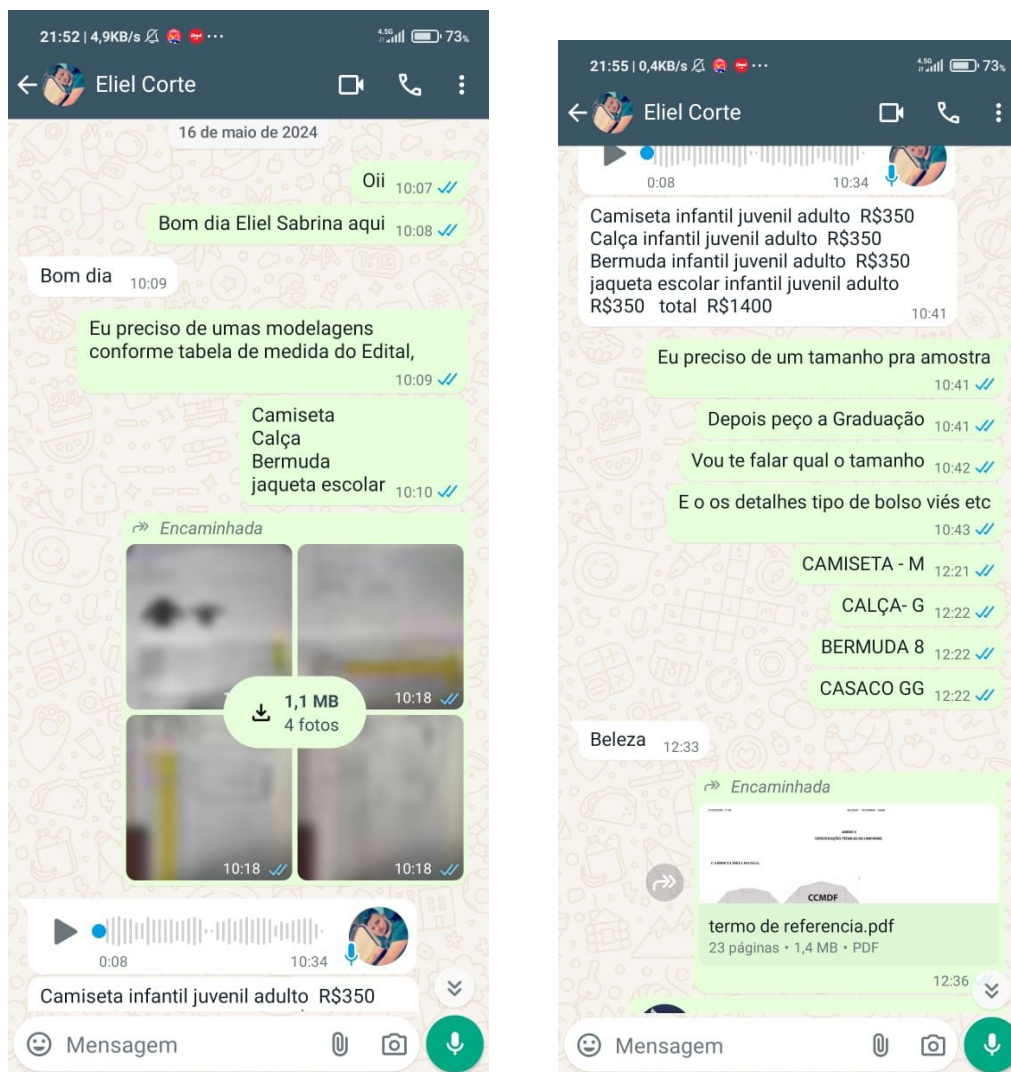 21:52 | 4,9KB/s
4.5G
73%
Eliel Corte
16 de maio de 2024
Oii 10:07
Bom dia Eliel Sabrina aqui 10:08
Bom dia 10:09
Eu preciso de umas modelagens
conforme tabela de medida do Edital,
10:09
Camiseta
Calça
Bermuda
jaqueta escolar 10:10
Encaminhada
10:18
1,1 MB
4 fotos
10:18
10:18
0:08
10:34
Camiseta infantil juvenil adulto R$350
Mensagem
21:55 | 0,4KB/s
4.5G
73%
Eliel Corte
0:08
10:34
Camiseta infantil juvenil adulto R$350
Calça infantil juvenil adulto R$350
Bermuda infantil juvenil adulto R$350
jaqueta escolar infantil juvenil adulto
R$350 total R$1400
10:41
Eu preciso de um tamanho pra amostra
10:41
Depois peço a Graduação 10:41
Vou te falar qual o tamanho 10:42
E o os detalhes tipo de bolso viés etc
10:43
CAMISETA - M 12:21
CALÇA- G 12:22
BERMUDA 8 12:22
CASACO GG 12:22
Beleza 12:33
Encaminhada
CCMDF
termo de referencia.pdf
23 páginas • 1,4 MB • PDF
12:36
Mensagem